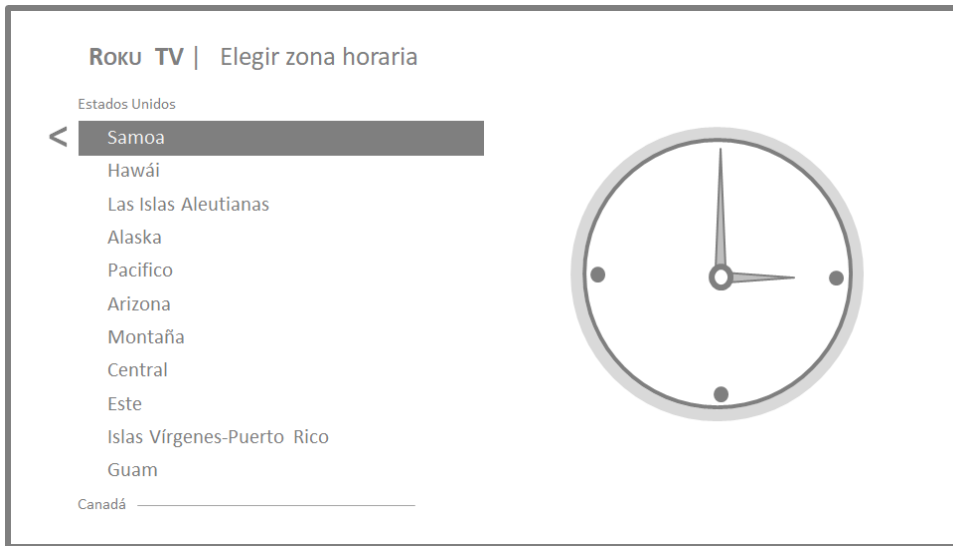 ROKU TV | Elegir zona horaria
Estados Unidos
< Samoa
Hawái
Las Islas Aleutianas
Alaska
Pacifico
Arizona
Montaña
Central
Este
Islas Vírgenes-Puerto Rico
Guam
Canadá